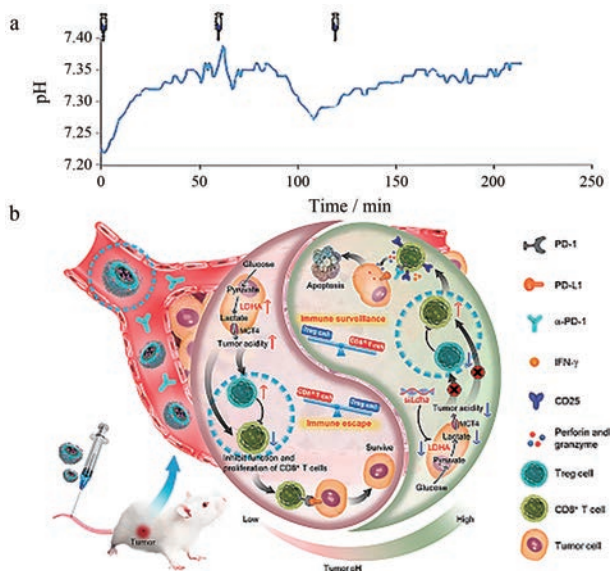 a
7.40
7.35
7.30
7.25
7.20
pH
0
50
100
150
200
250
Time / min
b
Glucose
Pyruvate
LDHA
Lactate
MCT4
Tumor acidity
Inhibit function and
proliferation of CD8⁺ T cells
Immune escape
CD8⁺ T cell
Treg cell
Survive
Apoptosis
Immune surveillance
Treg cell
CD8⁺ T cell
siLdha
Tumor acidity
MCT4
Lactate
LDHA
Pyruvate
Glucose
Tumor
Low
High
Tumor pH
PD-1
PD-L1
α-PD-1
IFN-γ
CD25
Perforin and
granzyme
Treg cell
CD8⁺ T cell
Tumor cell